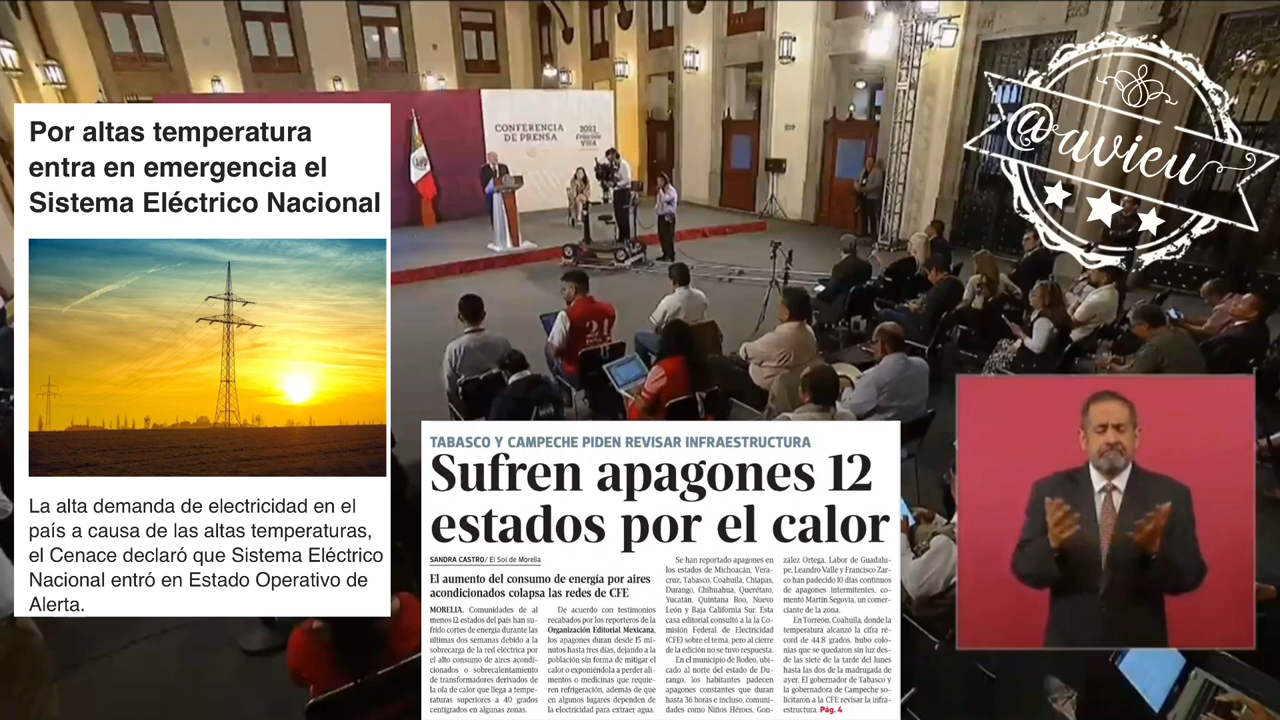 Por altas temperatura
entra en emergencia el
Sistema Eléctrico Nacional
La alta demanda de electricidad en el
país a causa de las altas temperaturas,
el Cenace declaró que Sistema Eléctrico
Nacional entró en Estado Operativo de
Alerta.
CONFERENCIA
DE PRENSA
2023
Francisco
VILLA
@avieu
21
TABASCO Y CAMPECHE PIDEN REVISAR INFRAESTRUCTURA
Sufren apagones 12
estados por el calor
SANDRA CASTRO/ El Sol de Morelia
El aumento del consumo de energía por aires
acondicionados colapsa las redes de CFE
MORELIA. Comunidades de al
menos 12 estados del país han su-
frido cortes de energía durante las
últimas dos semanas debido a la
sobrecarga de la red eléctrica por
el alto consumo de aires acondi-
cionados o sobrecalentamiento
de transformadores derivados de
la ola de calor que llega a tempe-
raturas superiores a 40 grados
centígrados en algunas zonas.
De acuerdo con testimonios
recabados por los reporteros de la
Organización Editorial Mexicana,
los apagones duran desde 15 mi-
nutos hasta tres días, dejando a la
población sin forma de mitigar el
calor o exponiéndola a perder ali-
mentos o medicinas que requie-
ren refrigeración, además de que
en algunos lugares dependen de
la electricidad para extraer agua.
Se han reportado apagones en
los estados de Michoacán, Vera-
cruz, Tabasco, Coahuila, Chiapas,
Durango, Chihuahua, Querétaro,
Yucatán, Quintana Roo, Nuevo
León y Baja California Sur. Esta
casa editorial consultó a la Co-
misión Federal de Electricidad
(CFE) sobre el tema, pero al cierre
de la edición no se tuvo respuesta.
En el municipio de Rodeo, ubi-
cado al norte del estado de Du-
rango, los habitantes padecen
apagones constantes que duran
hasta 36 horas e incluso, comuni-
dades como Niños Héroes, Gon-
zález Ortega, Labor de Guadalu-
pe, Leandro Valle y Francisco Zar-
co han padecido 10 días continuos
de apagones intermitentes, co-
mentó Martín Segovia, un comer-
ciante de la zona.
En Torreón, Coahuila, donde la
temperatura alcanzó la cifra ré-
cord de 44.8 grados, hubo colo-
nias que se quedaron sin luz des-
de las siete de la tarde del lunes
hasta las dos de la madrugada de
ayer. El gobernador de Tabasco y
la gobernadora de Campeche so-
licitaron a la CFE revisar la infra-
estructura. Pág. 4